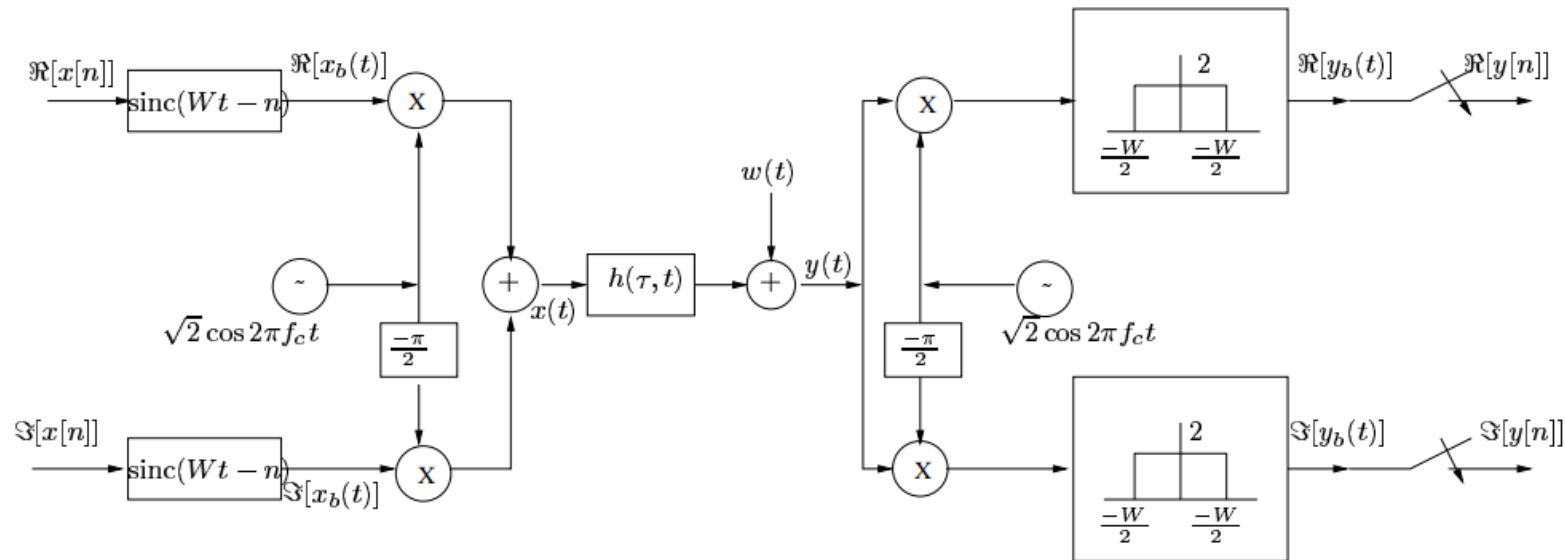 ℜ[x[n]]
sinc(Wt − n)
ℜ[x_b(t)]
X
√2 cos 2πf_c t
~
−π/2
ℑ[x[n]]
sinc(Wt − n)
ℑ[x_b(t)]
X
+
x(t)
h(τ, t)
w(t)
+
y(t)
X
~
√2 cos 2πf_c t
−π/2
X
2
−W/2 −W/2
ℜ[y_b(t)]
ℜ[y[n]]
2
−W/2 −W/2
ℑ[y_b(t)]
ℑ[y[n]]